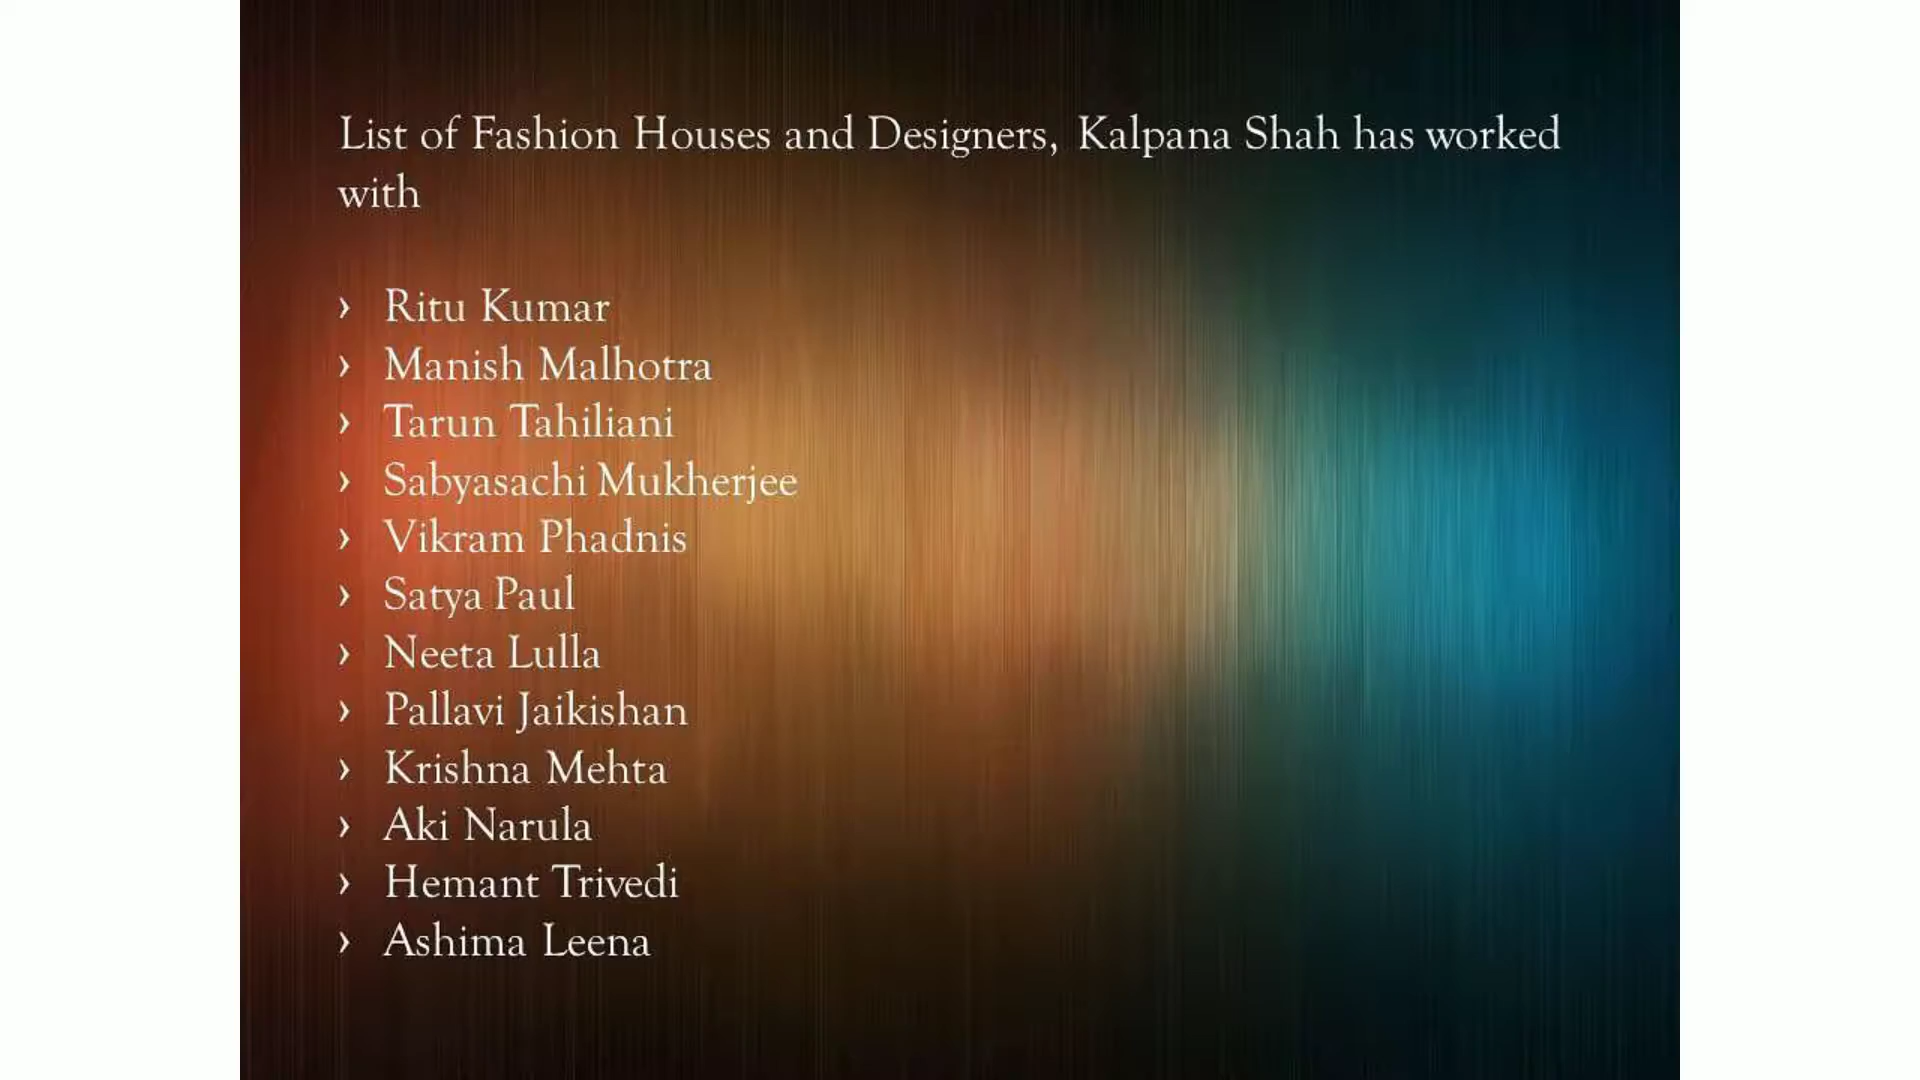 List of Fashion Houses and Designers, Kalpana Shah has worked
with
› Ritu Kumar
› Manish Malhotra
› Tarun Tahiliani
› Sabyasachi Mukherjee
› Vikram Phadnis
› Satya Paul
› Neeta Lulla
› Pallavi Jaikishan
› Krishna Mehta
› Aki Narula
› Hemant Trivedi
› Ashima Leena